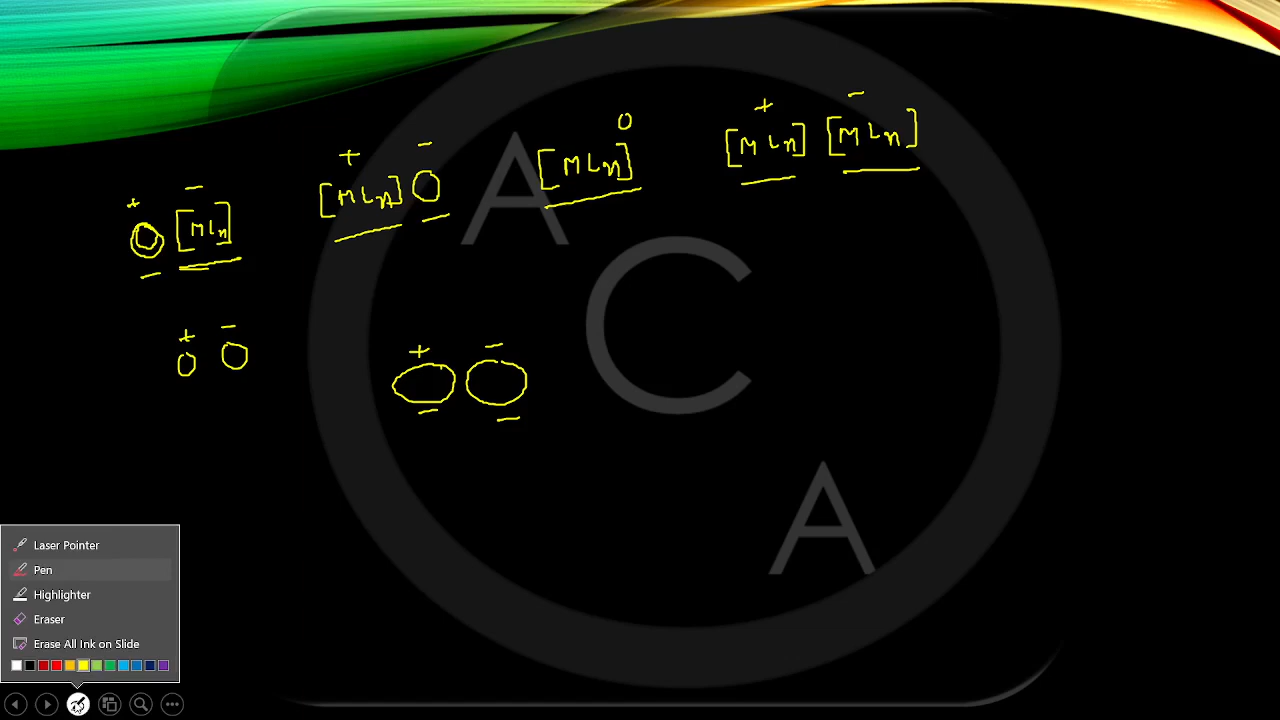 + − + − 0 + −
O [MLn] [MLn] O [MLn] [MLn] [MLn]
+ − + −
O O O O
A
C
A
Laser Pointer
Pen
Highlighter
Eraser
Erase All Ink on Slide